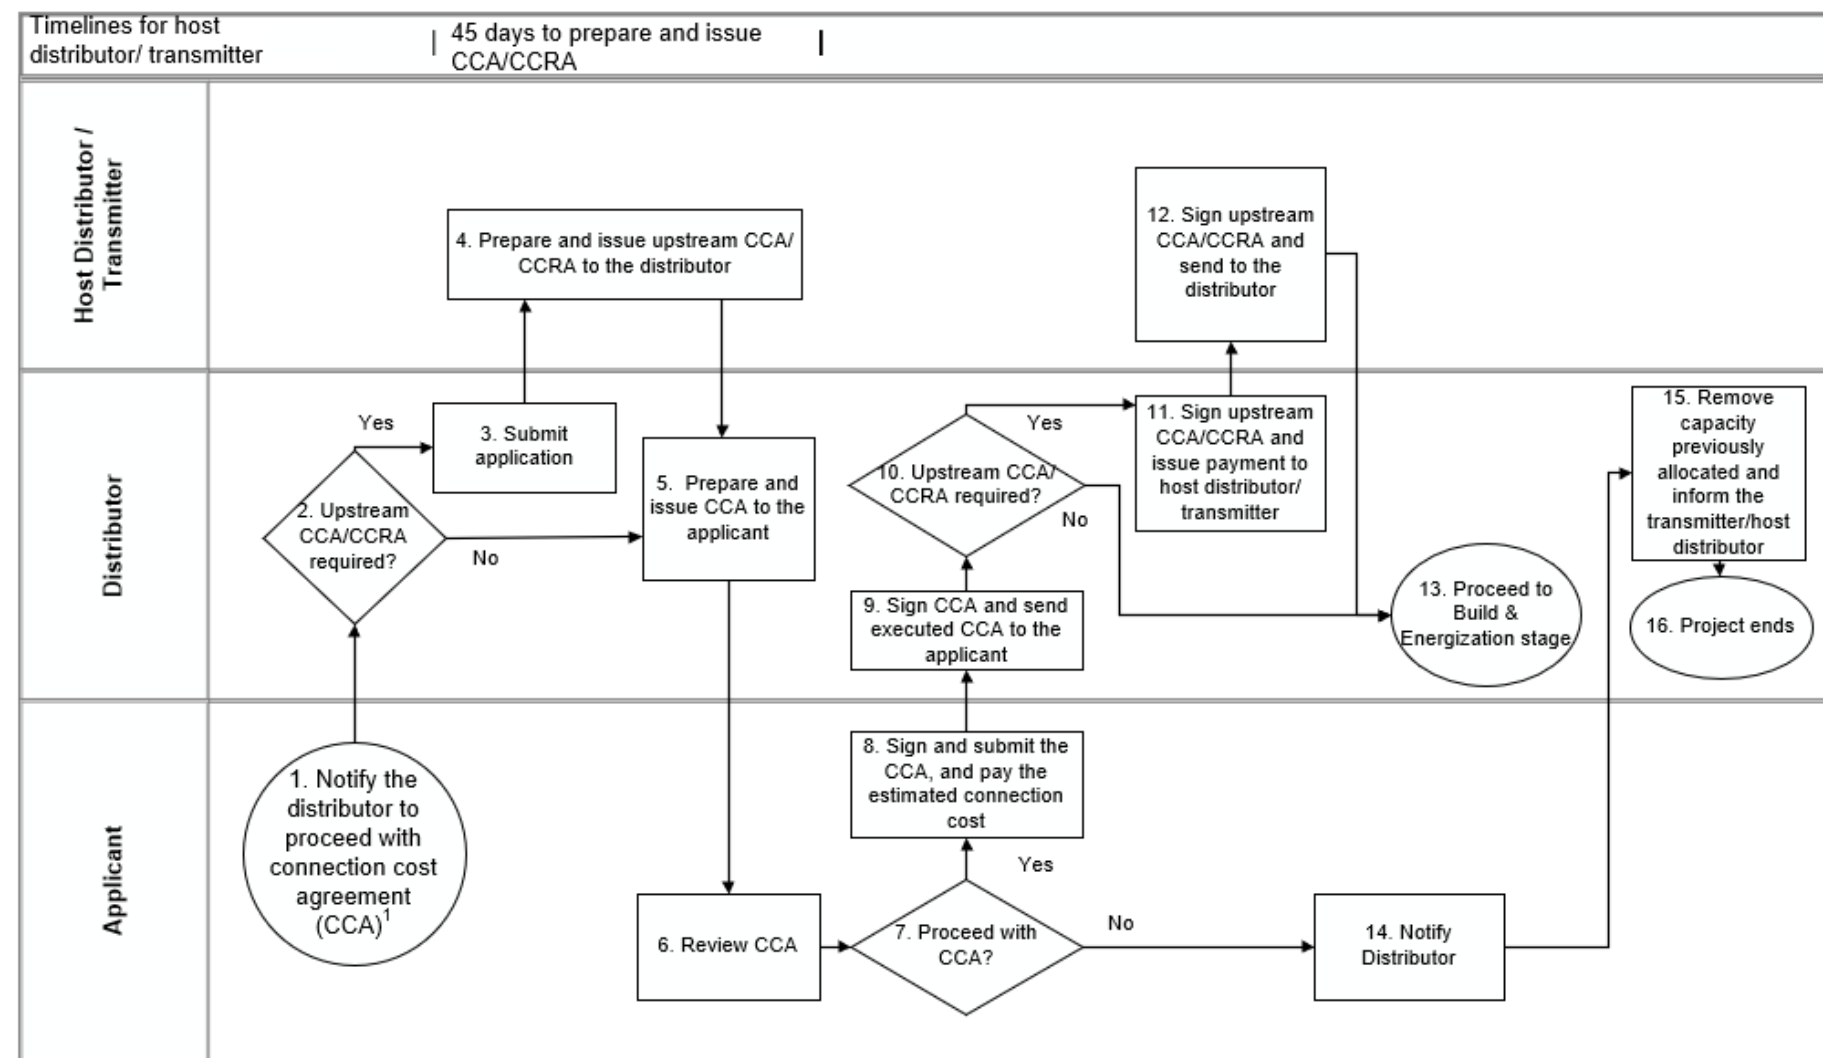 Timelines for host
distributor/ transmitter
45 days to prepare and issue
CCA/CCRA
Host Distributor /
Transmitter
4. Prepare and issue upstream CCA/
CCRA to the distributor
12. Sign upstream
CCA/CCRA and
send to the
distributor
Distributor
Yes
3. Submit
application
2. Upstream
CCA/CCRA
required?
No
5. Prepare and
issue CCA to the
applicant
10. Upstream CCA/
CCRA required?
Yes
No
11. Sign upstream
CCA/CCRA and
issue payment to
host distributor/
transmitter
9. Sign CCA and send
executed CCA to the
applicant
13. Proceed to
Build &
Energization stage
15. Remove
capacity
previously
allocated and
inform the
transmitter/host
distributor
16. Project ends
Applicant
1. Notify the
distributor to
proceed with
connection cost
agreement
(CCA)¹
8. Sign and submit the
CCA, and pay the
estimated connection
cost
Yes
6. Review CCA
7. Proceed with
CCA?
No
14. Notify
Distributor